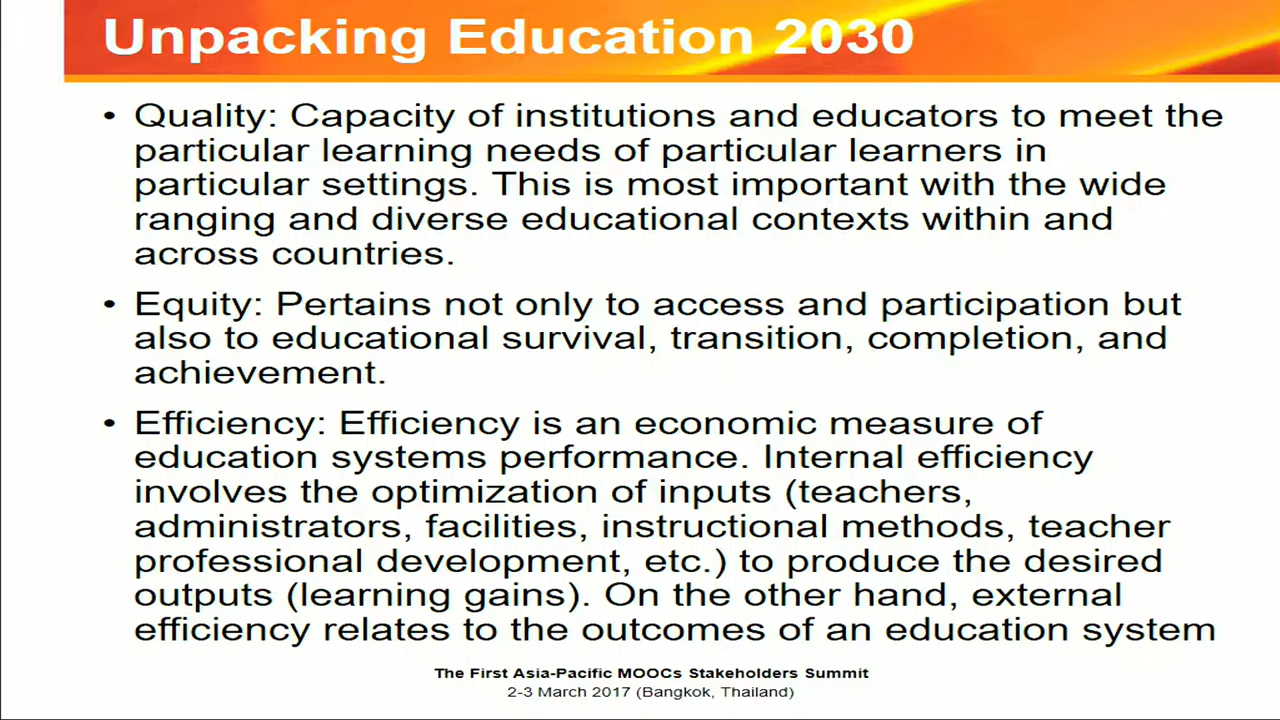 Unpacking Education 2030
• Quality: Capacity of institutions and educators to meet the
particular learning needs of particular learners in
particular settings. This is most important with the wide
ranging and diverse educational contexts within and
across countries.
• Equity: Pertains not only to access and participation but
also to educational survival, transition, completion, and
achievement.
• Efficiency: Efficiency is an economic measure of
education systems performance. Internal efficiency
involves the optimization of inputs (teachers,
administrators, facilities, instructional methods, teacher
professional development, etc.) to produce the desired
outputs (learning gains). On the other hand, external
efficiency relates to the outcomes of an education system
The First Asia-Pacific MOOCs Stakeholders Summit
2-3 March 2017 (Bangkok, Thailand)